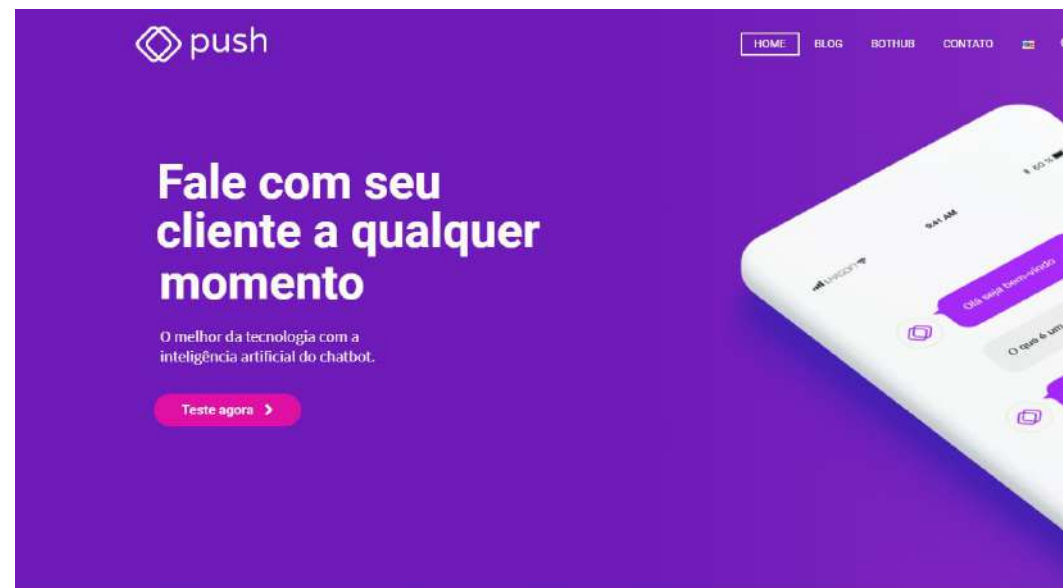 push
HOME BLOG BOTHUB CONTATO
Fale com seu
cliente a qualquer
momento
O melhor da tecnologia com a
inteligência artificial do chatbot.
Teste agora
9:41 AM
Olá seja bem-vindo
O que é um